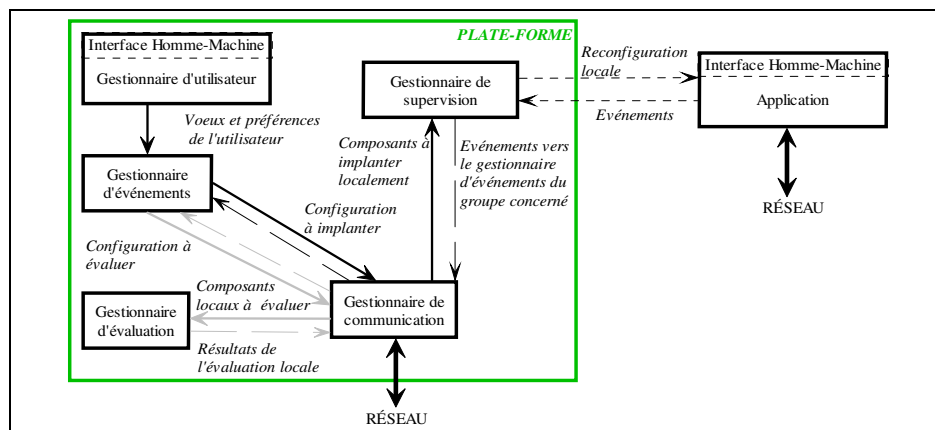 PLATE-FORME
Interface Homme-Machine
Gestionnaire d'utilisateur
Gestionnaire de
supervision
Reconfiguration
locale
Interface Homme-Machine
Application
Evénements
Voeux et préférences
de l'utilisateur
Composants à
implanter
localement
Evénements vers
le gestionnaire
d'événements du
groupe concerné
Gestionnaire
d'événements
Configuration
à implanter
RÉSEAU
Configuration à
évaluer
Composants
locaux à évaluer
Gestionnaire de
communication
Gestionnaire
d'évaluation
Résultats de
l'évaluation locale
RÉSEAU